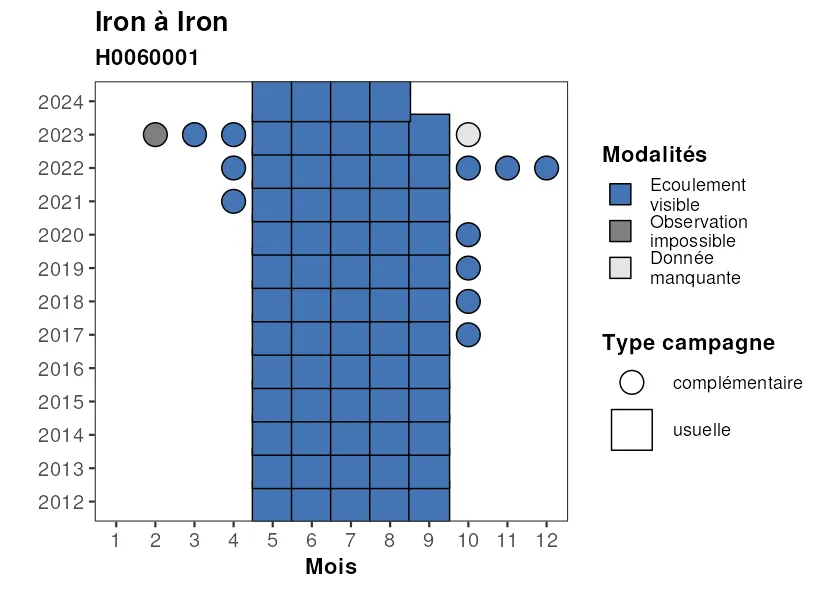 Iron à Iron
H0060001
2024
2023
2022
2021
2020
2019
2018
2017
2016
2015
2014
2013
2012
1 2 3 4 5 6 7 8 9 10 11 12
Mois
Modalités
Ecoulement
visible
Observation
impossible
Donnée
manquante
Type campagne
complémentaire
usuelle